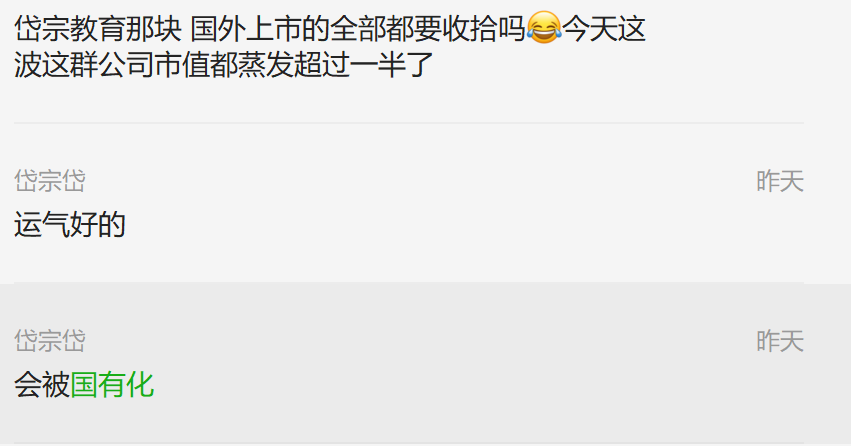 岱宗教育那块 国外上市的全部都要收拾吗😂今天这
波这群公司市值都蒸发超过一半了
岱宗岱 昨天
运气好的
岱宗岱 昨天
会被国有化